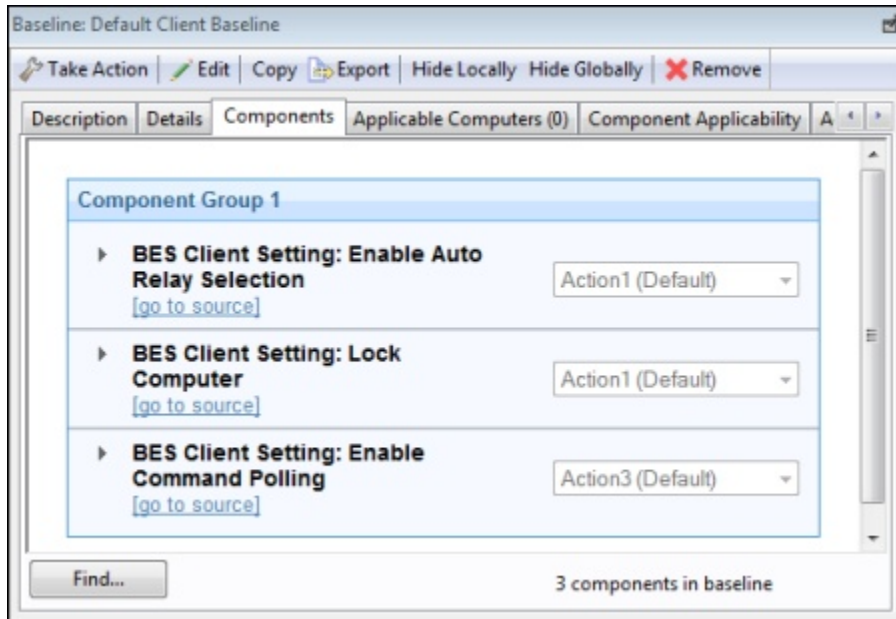 Baseline: Default Client Baseline
Take Action Edit Copy Export Hide Locally Hide Globally Remove
Description Details Components Applicable Computers (0) Component Applicability A
Component Group 1
BES Client Setting: Enable Auto
Relay Selection
Action1 (Default)
[go to source]
BES Client Setting: Lock
Computer
Action1 (Default)
[go to source]
BES Client Setting: Enable
Command Polling
Action3 (Default)
[go to source]
Find... 3 components in baseline